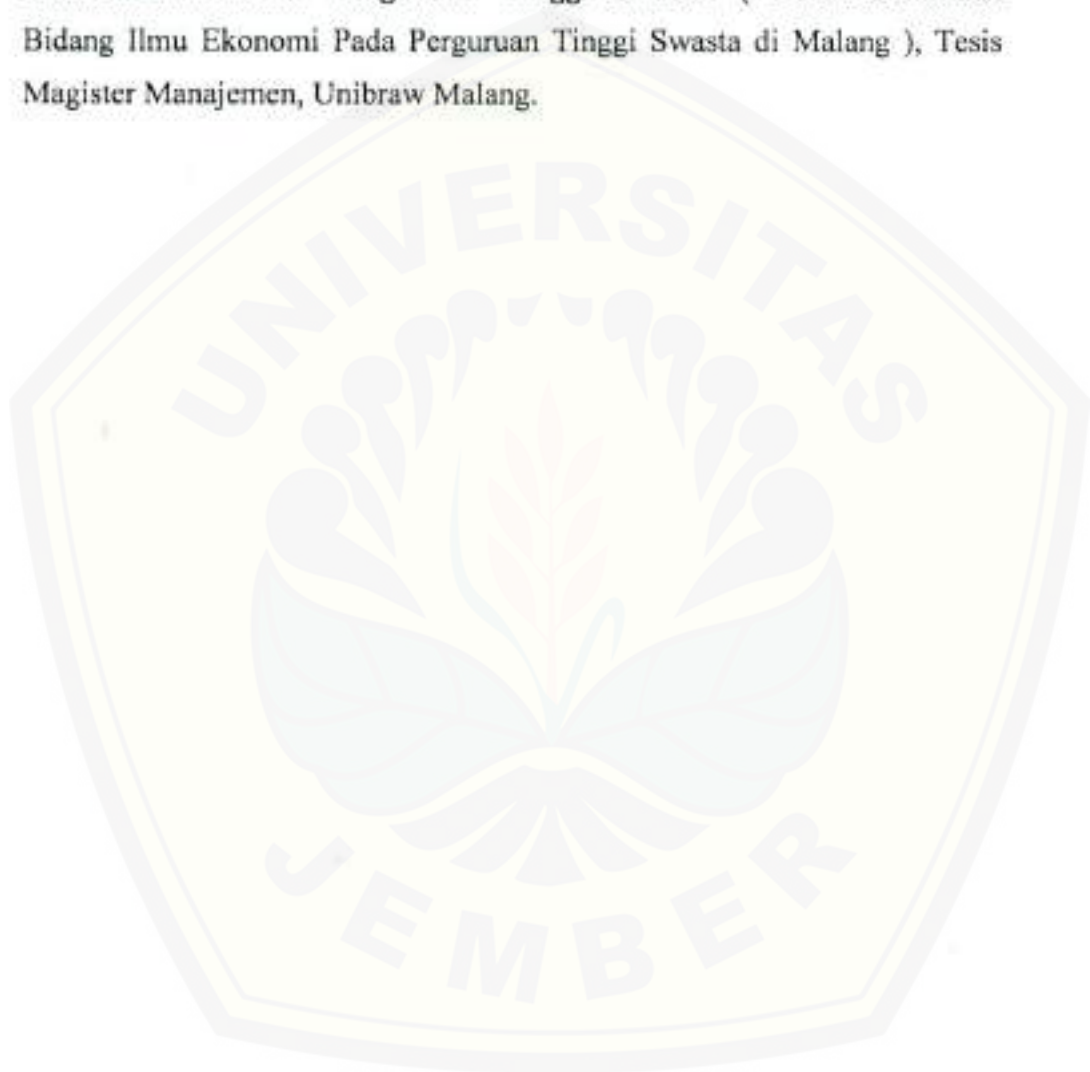 Bidang Ilmu Ekonomi Pada Perguruan Tinggi Swasta di Malang ), Tesis
Magister Manajemen, Unibraw Malang.
UNIVERSITAS
JEMBER